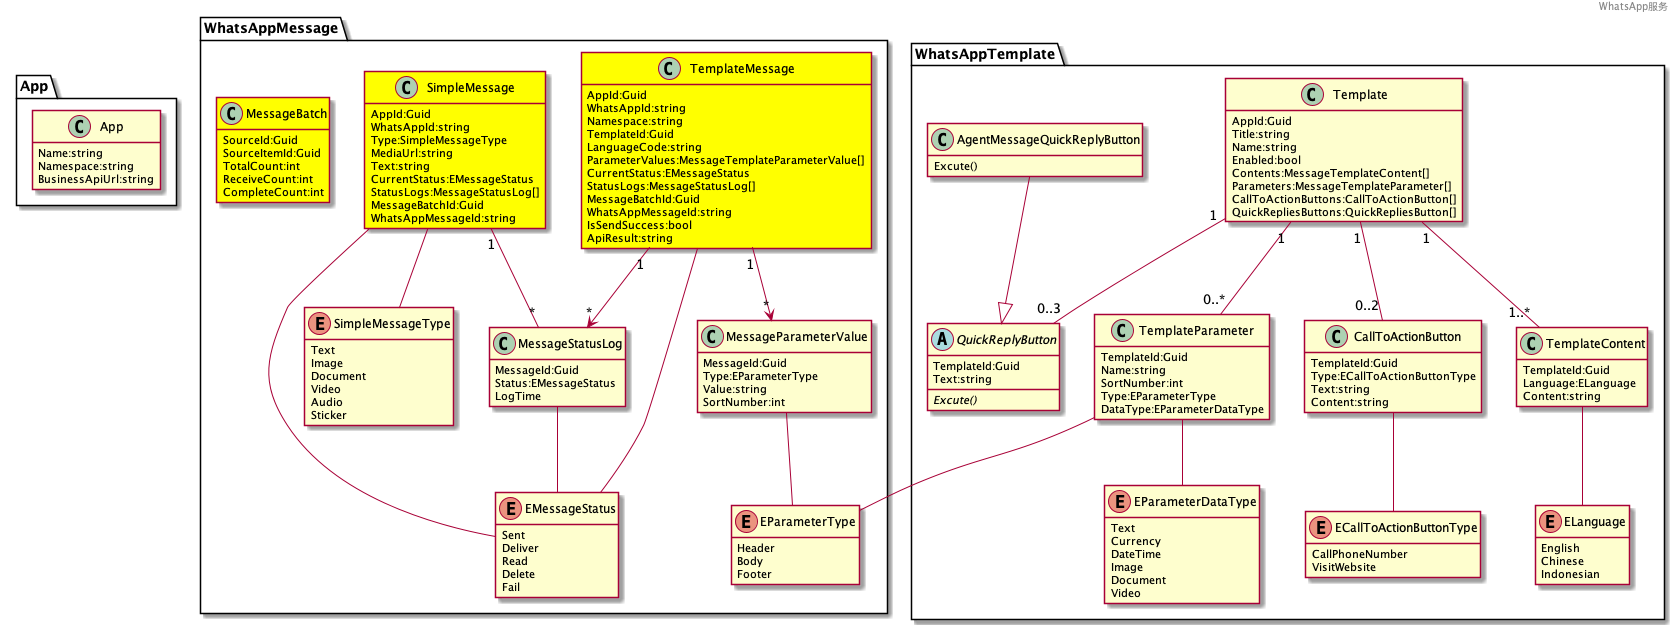 WhatsApp服务
App
C App
Name:string
Namespace:string
BusinessApiUrl:string
WhatsAppMessage
C MessageBatch
SourceId:Guid
SourceItemId:Guid
TotalCount:int
ReceiveCount:int
CompleteCount:int
C SimpleMessage
AppId:Guid
WhatsAppId:string
Type:SimpleMessageType
MediaUrl:string
Text:string
CurrentStatus:EMessageStatus
StatusLogs:MessageStatusLog[]
MessageBatchId:Guid
WhatsAppMessageId:string
C TemplateMessage
AppId:Guid
WhatsAppId:string
Namespace:string
TemplateId:Guid
LanguageCode:string
ParameterValues:MessageTemplateParameterValue[]
CurrentStatus:EMessageStatus
StatusLogs:MessageStatusLog[]
MessageBatchId:Guid
WhatsAppMessageId:string
IsSendSuccess:bool
ApiResult:string
1
*
1
*
1
*
E SimpleMessageType
Text
Image
Document
Video
Audio
Sticker
C MessageStatusLog
MessageId:Guid
Status:EMessageStatus
LogTime
C MessageParameterValue
MessageId:Guid
Type:EParameterType
Value:string
SortNumber:int
E EMessageStatus
Sent
Deliver
Read
Delete
Fail
E EParameterType
Header
Body
Footer
WhatsAppTemplate
C AgentMessageQuickReplyButton
Excute()
C Template
AppId:Guid
Title:string
Name:string
Enabled:bool
Contents:MessageTemplateContent[]
Parameters:MessageTemplateParameter[]
CallToActionButtons:CallToActionButton[]
QuickRepliesButtons:QuickRepliesButton[]
1
0..3
1
0..*
1
0..2
1
1..*
A QuickReplyButton
TemplateId:Guid
Text:string
Excute()
C TemplateParameter
TemplateId:Guid
Name:string
SortNumber:int
Type:EParameterType
DataType:EParameterDataType
C CallToActionButton
TemplateId:Guid
Type:ECallToActionButtonType
Text:string
Content:string
C TemplateContent
TemplateId:Guid
Language:ELanguage
Content:string
E EParameterDataType
Text
Currency
DateTime
Image
Document
Video
E ECallToActionButtonType
CallPhoneNumber
VisitWebsite
E ELanguage
English
Chinese
Indonesian